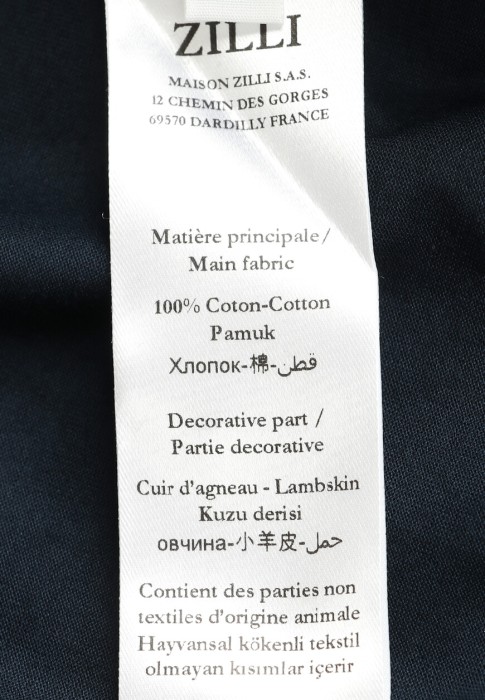 ZILLI
MAISON ZILLI S.A.S.
12 CHEMIN DES GORGES
69570 DARDILLY FRANCE
Matière principale/
Main fabric
100% Coton-Cotton
Pamuk
Хлопок-棉-قطن
Decorative part /
Partie decorative
Cuir d'agneau - Lambskin
Kuzu derisi
овчина-小羊皮-حمل
Contient des parties non
textiles d'origine animale
Hayvansal kökenli tekstil
olmayan kısımlar içerir